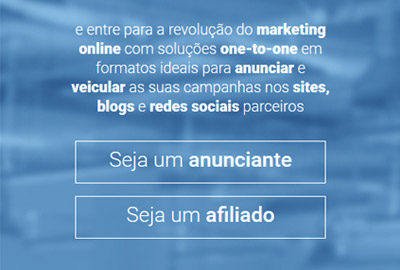 e entre para a revolução do marketing
online com soluções one-to-one em
formatos ideais para anunciar e
veicular as suas campanhas nos sites,
blogs e redes sociais parceiros
Seja um anunciante
Seja um afiliado